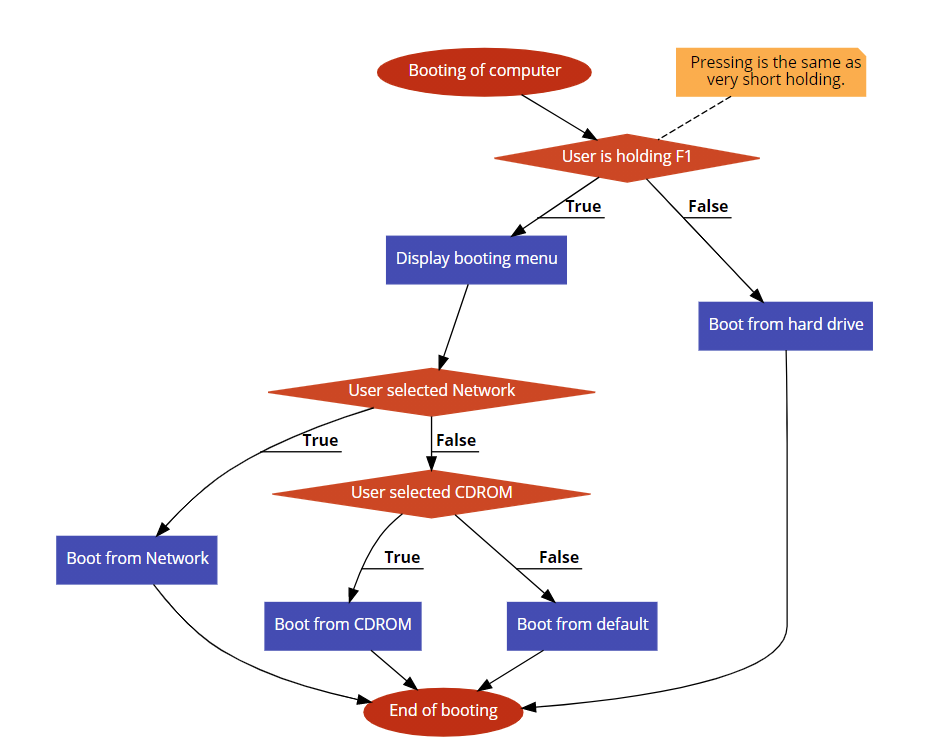 Booting of computer
Pressing is the same as
very short holding.
User is holding F1
True
False
Display booting menu
Boot from hard drive
User selected Network
True
False
User selected CDROM
Boot from Network
True
False
Boot from CDROM
Boot from default
End of booting